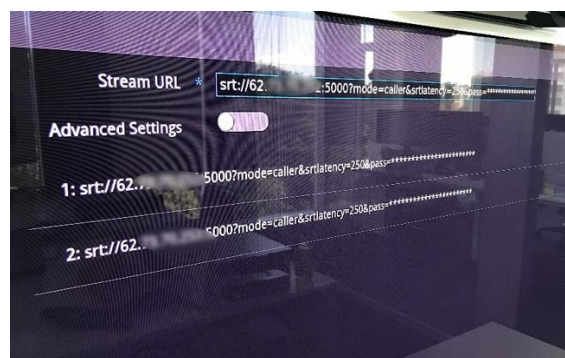 Stream URL * srt://62. :5000?mode=caller&srtlatency=250&pass=************************
Advanced Settings
1: srt://62. 5000?mode=caller&srtlatency=250&pass=************************
2: srt://62. 5000?mode=caller&srtlatency=250&pass=************************